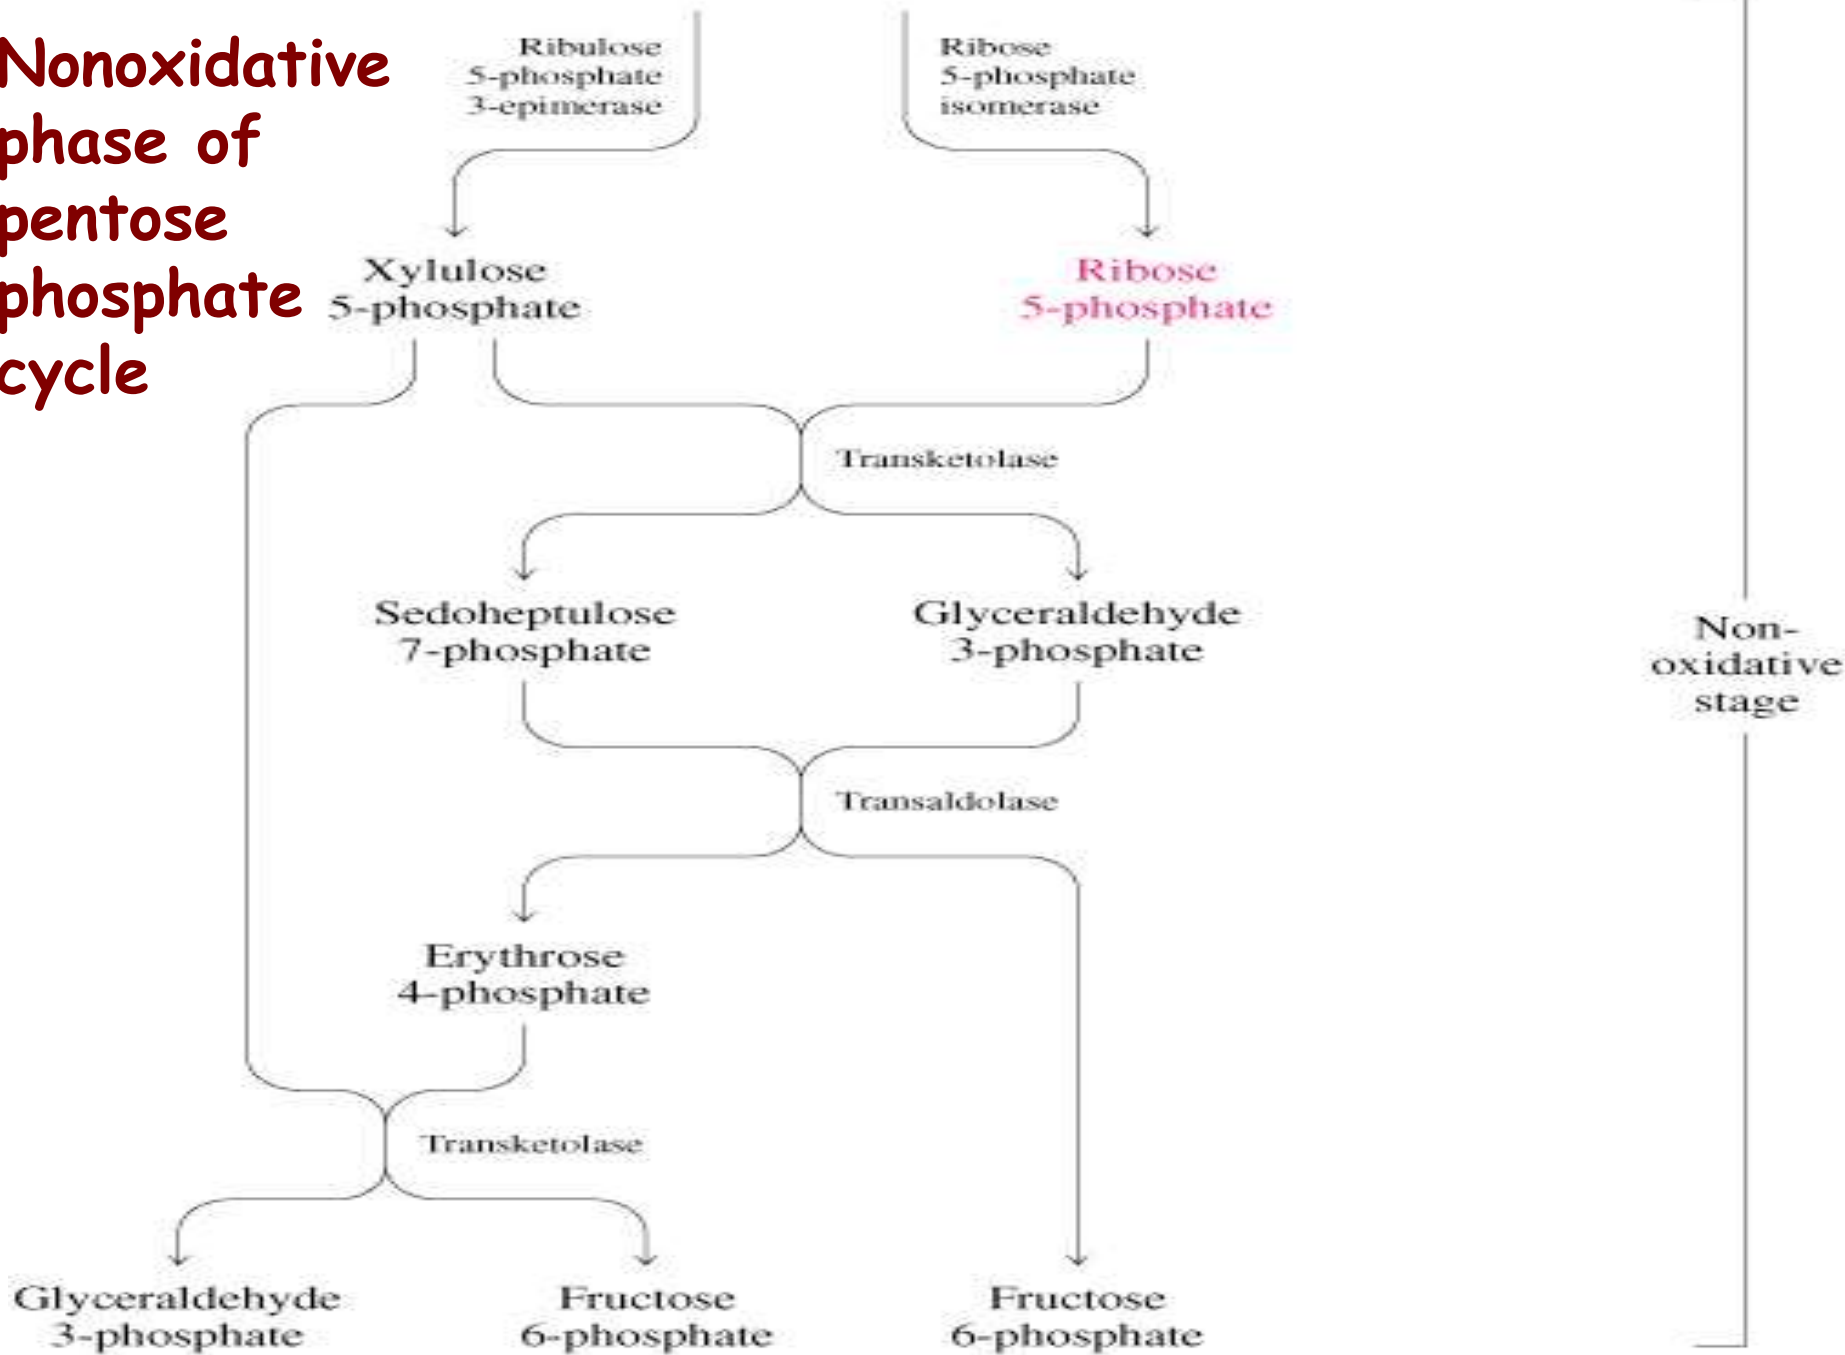 Nonoxidative
phase of
pentose
phosphate
cycle
Ribulose
5-phosphate
3-epimerase
Ribose
5-phosphate
isomerase
Xylulose
5-phosphate
Ribose
5-phosphate
Transketolase
Sedoheptulose
7-phosphate
Glyceraldehyde
3-phosphate
Non-
oxidative
stage
Transaldolase
Erythrose
4-phosphate
Transketolase
Glyceraldehyde
3-phosphate
Fructose
6-phosphate
Fructose
6-phosphate